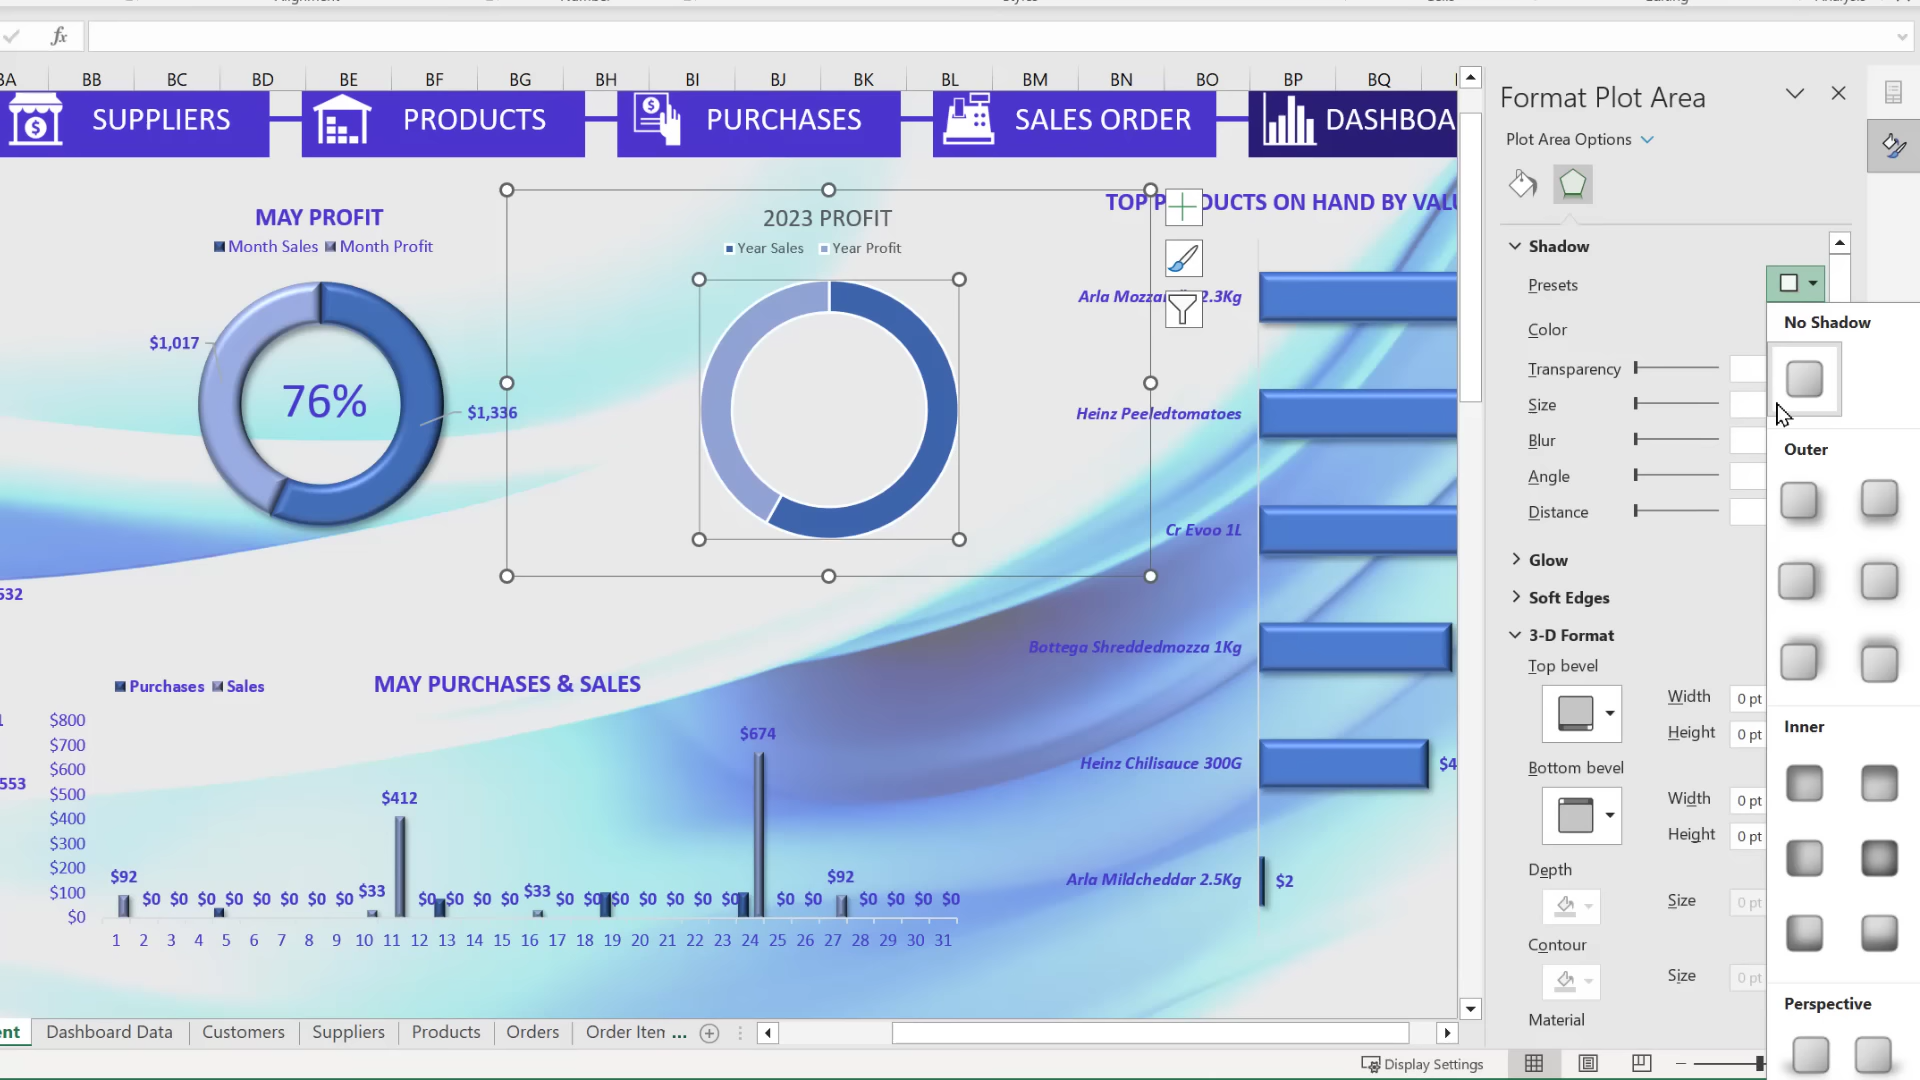 fx
BA BB BC BD BE BF BG BH BI BJ BK BL BM BN BO BP BQ
SUPPLIERS PRODUCTS PURCHASES SALES ORDER DASHBOA
MAY PROFIT
Month Sales Month Profit
$1,017
76%
$1,336
2023 PROFIT
Year Sales Year Profit
TOP P DUCTS ON HAND BY VALU
Arla Mozza 2.3Kg
Heinz Peeledtomatoes
Cr Evoo 1L
Bottega Shreddedmozza 1Kg
Heinz Chilisauce 300G
$4
Arla Mildcheddar 2.5Kg
$2
532
553
Purchases Sales
MAY PURCHASES & SALES
$800
$700
$600
$500
$400
$300
$200
$100
$0
$674
$412
$92
$92
$0 $0 $0 $0 $0 $0 $0 $0 $33 $0 $0 $0 $33 $0 $0 $0 $0 $0 $0 $0 $0 $0 $0 $0 $0 $0
1 2 3 4 5 6 7 8 9 10 11 12 13 14 15 16 17 18 19 20 21 22 23 24 25 26 27 28 29 30 31
ent Dashboard Data Customers Suppliers Products Orders Order Iten ...
Display Settings
Format Plot Area
Plot Area Options
Shadow
Presets
Color
Transparency
Size
Blur
Angle
Distance
Glow
Soft Edges
3-D Format
Top bevel
Width 0 pt
Height 0 pt
Bottom bevel
Width 0 pt
Height 0 pt
Depth
Size 0 pt
Contour
Size 0 pt
Material
No Shadow
Outer
Inner
Perspective